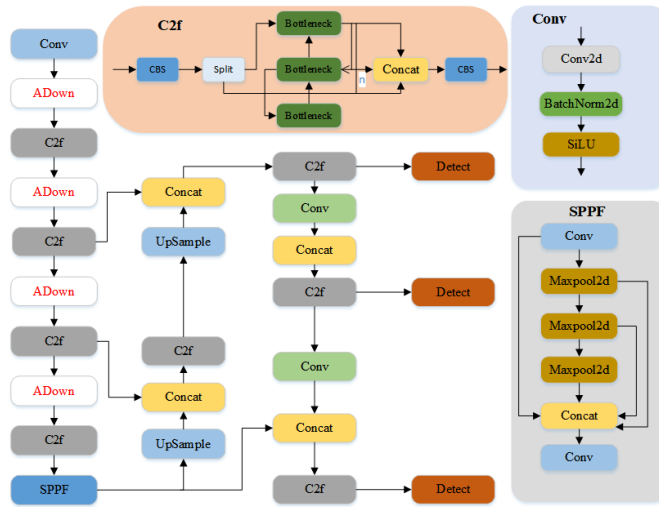 Conv
ADown
C2f
ADown
C2f
ADown
C2f
ADown
C2f
SPPF
C2f
CBS
Split
Bottleneck
Bottleneck
Bottleneck
n
Concat
CBS
Concat
UpSample
C2f
Concat
UpSample
C2f
Conv
Concat
C2f
Conv
Concat
C2f
Detect
Detect
Detect
Conv
Conv2d
BatchNorm2d
SiLU
SPPF
Conv
Maxpool2d
Maxpool2d
Maxpool2d
Concat
Conv